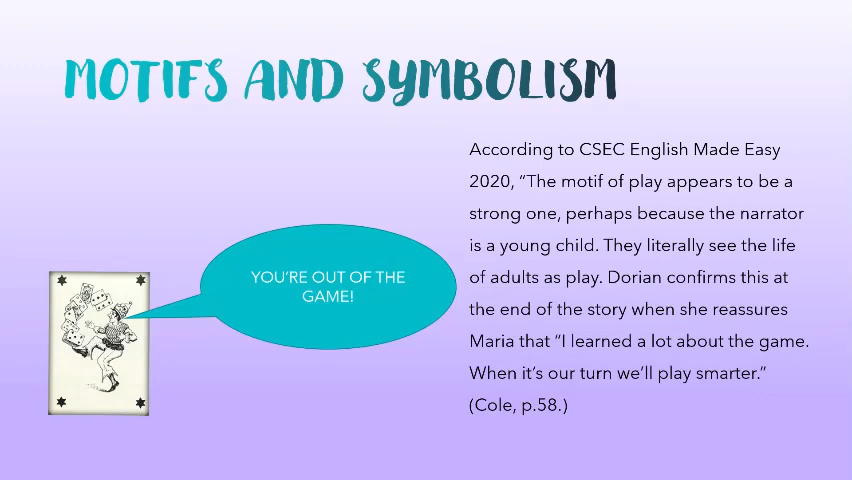 MOTIFS AND SYMBOLISM
According to CSEC English Made Easy
2020, “The motif of play appears to be a
strong one, perhaps because the narrator
is a young child. They literally see the life
of adults as play. Dorian confirms this at
the end of the story when she reassures
Maria that “I learned a lot about the game.
When it’s our turn we’ll play smarter.”
(Cole, p.58.)
YOU’RE OUT OF THE
GAME!